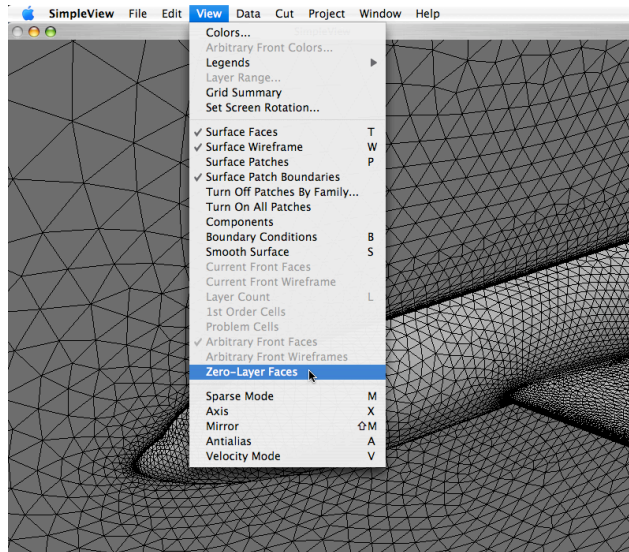 SimpleView File Edit View Data Cut Project Window Help
SimpleView
Colors...
Arbitrary Front Colors...
Legends
Layer Range...
Grid Summary
Set Screen Rotation...
✓ Surface Faces T
✓ Surface Wireframe W
Surface Patches P
✓ Surface Patch Boundaries
Turn Off Patches By Family...
Turn On All Patches
Components
Boundary Conditions B
Smooth Surface S
Current Front Faces
Current Front Wireframe
Layer Count L
1st Order Cells
Problem Cells
✓ Arbitrary Front Faces
Arbitrary Front Wireframes
Zero-Layer Faces
Sparse Mode M
Axis X
Mirror ⇧M
Antialias A
Velocity Mode V